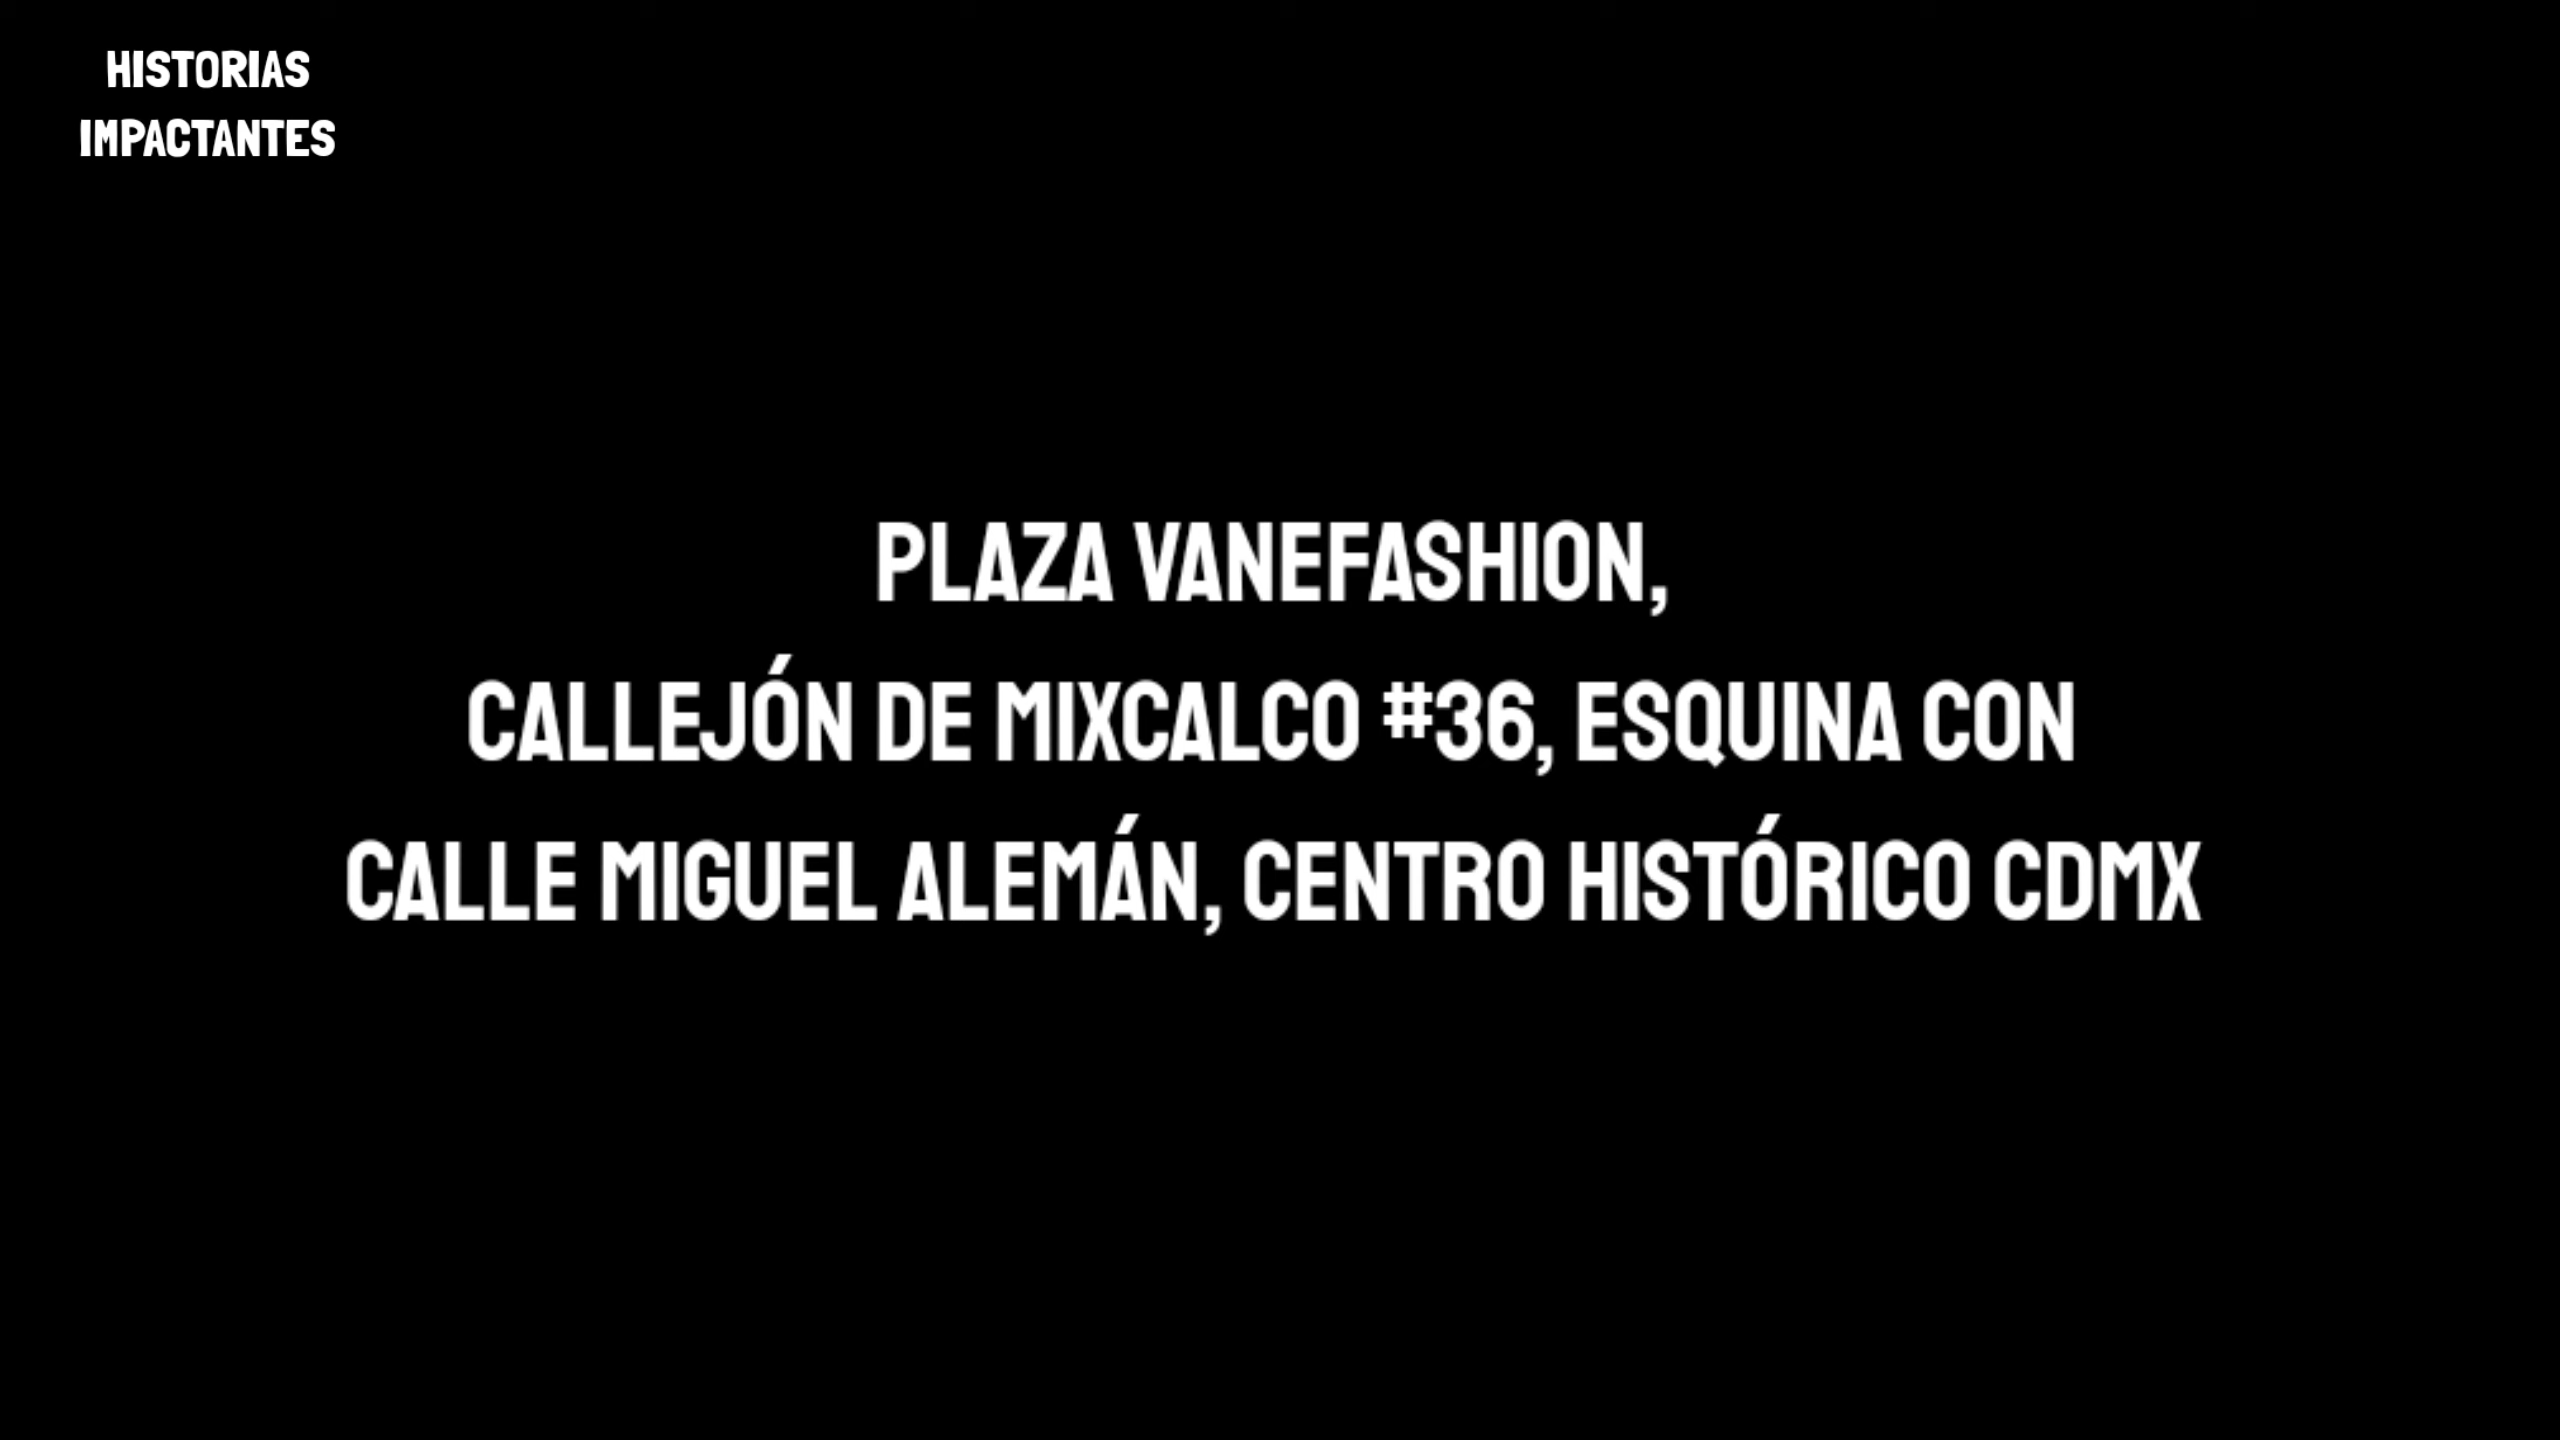 HISTORIAS
IMPACTANTES
PLAZA VANEFASHION,
CALLEJÓN DE MIXCALCO #36, ESQUINA CON
CALLE MIGUEL ALEMÁN, CENTRO HISTÓRICO CDMX